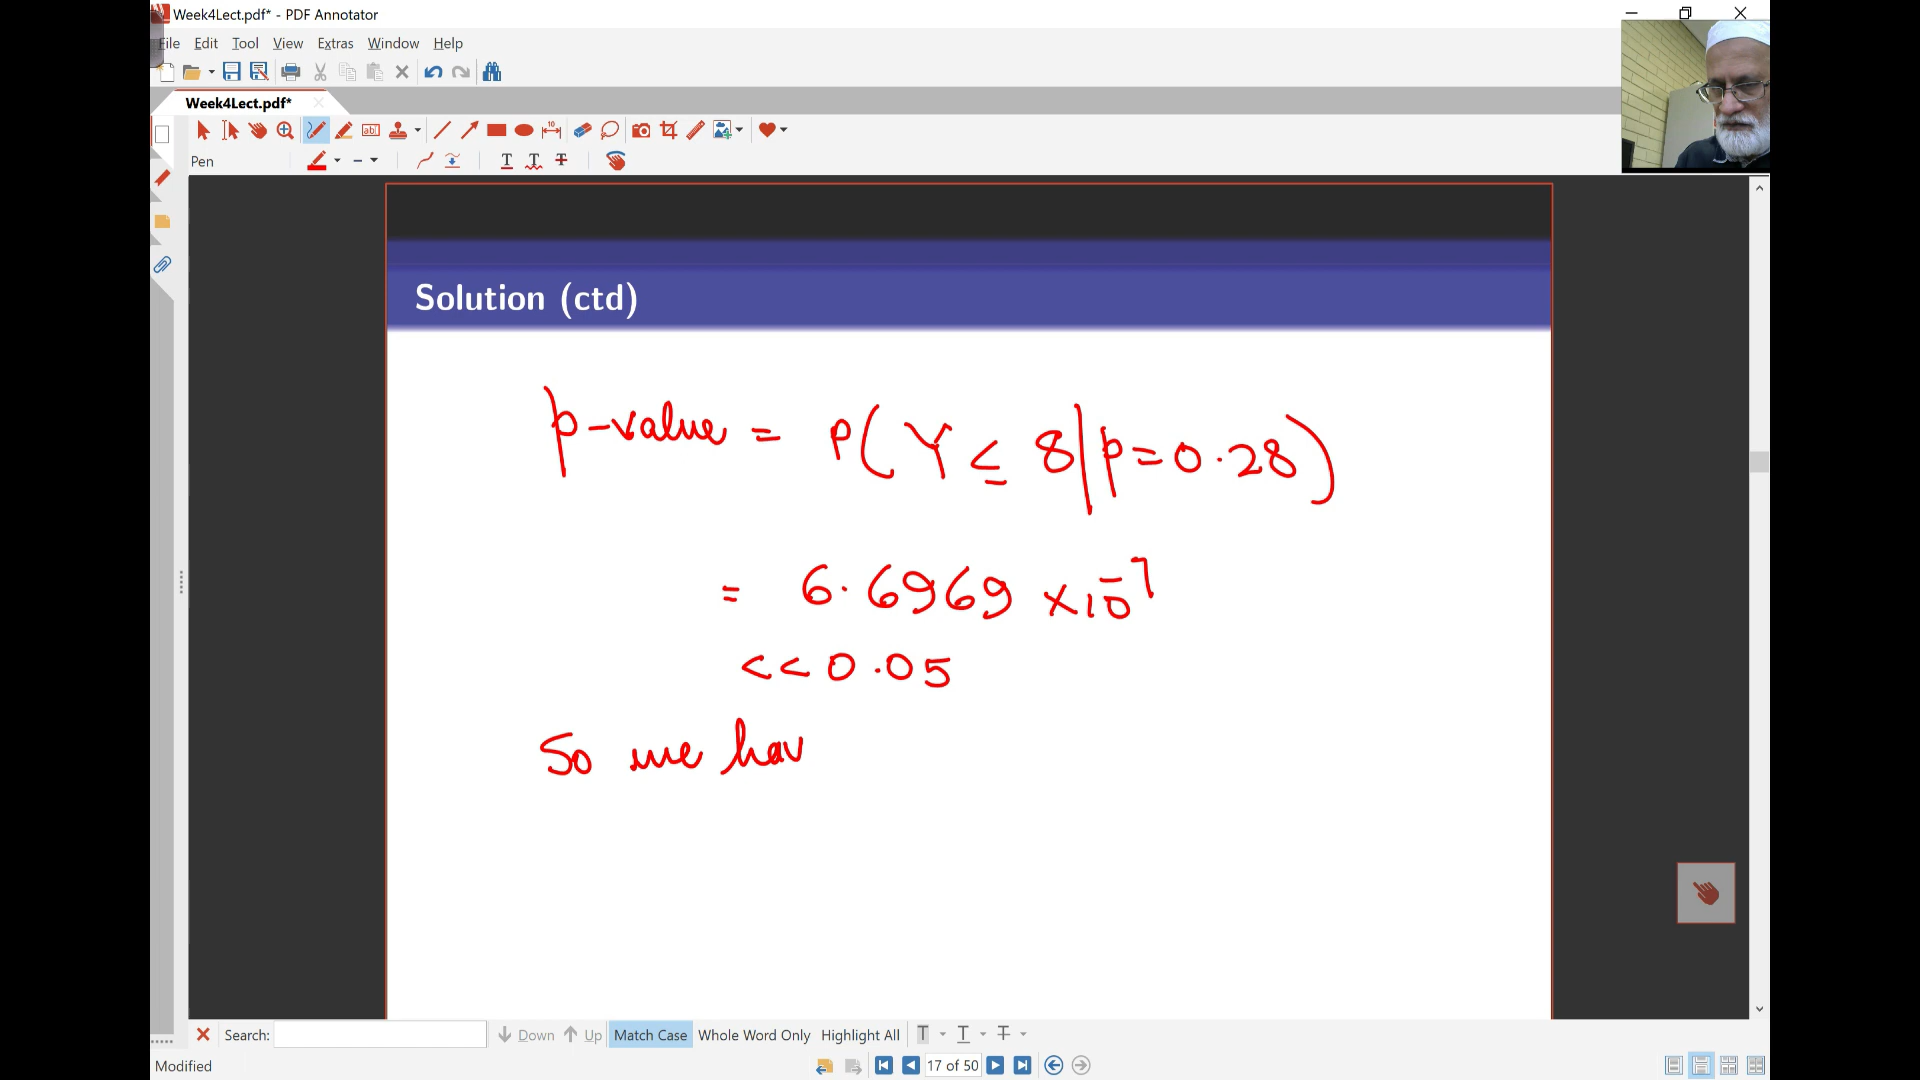 Week4Lect.pdf* - PDF Annotator
File Edit Tool View Extras Window Help
Week4Lect.pdf*
Pen
Solution (ctd)
p-value = P(Y ≤ 8 | p = 0.28)
= 6.6969 × 10⁻⁷
<< 0.05
So we hav
Search: Down Up Match Case Whole Word Only Highlight All
Modified 17 of 50